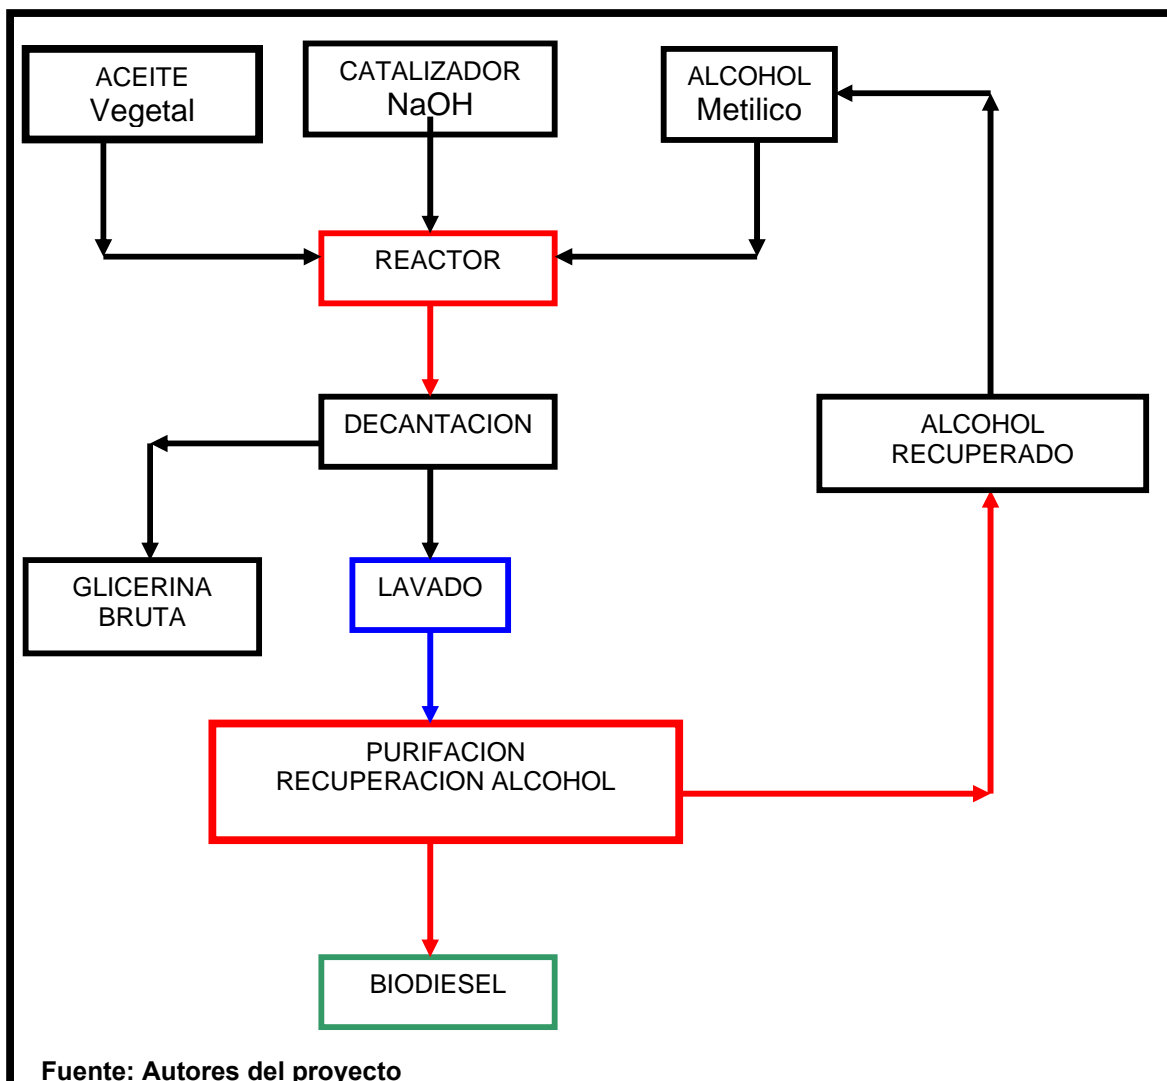 ACEITE
Vegetal
CATALIZADOR
NaOH
ALCOHOL
Metilico
REACTOR
DECANTACION
ALCOHOL
RECUPERADO
GLICERINA
BRUTA
LAVADO
PURIFACION
RECUPERACION ALCOHOL
BIODIESEL
Fuente: Autores del proyecto